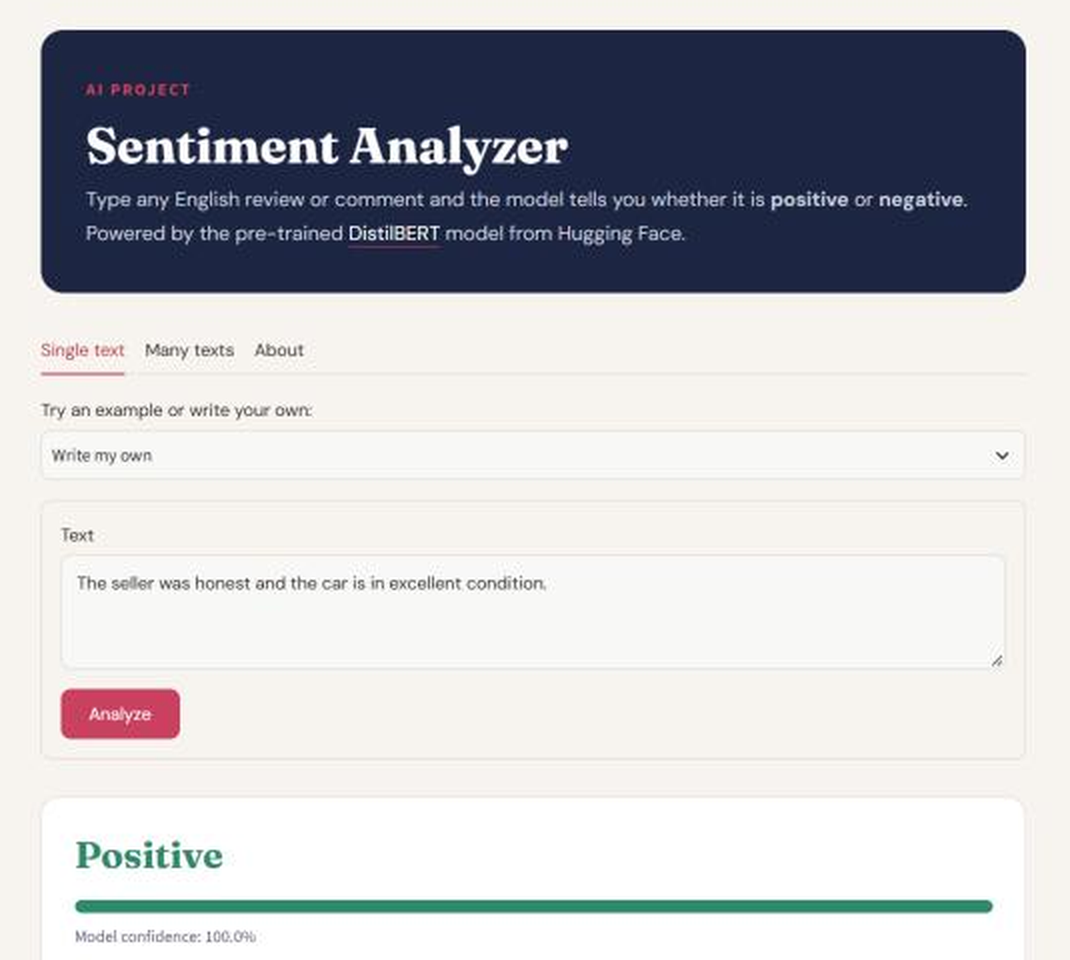 AI PROJECT
Sentiment Analyzer
Type any English review or comment and the model tells you whether it is positive or negative.
Powered by the pre-trained DistilBERT model from Hugging Face.
Single text Many texts About
Try an example or write your own:
Write my own
Text
The seller was honest and the car is in excellent condition.
Analyze
Positive
Model confidence: 100.0%